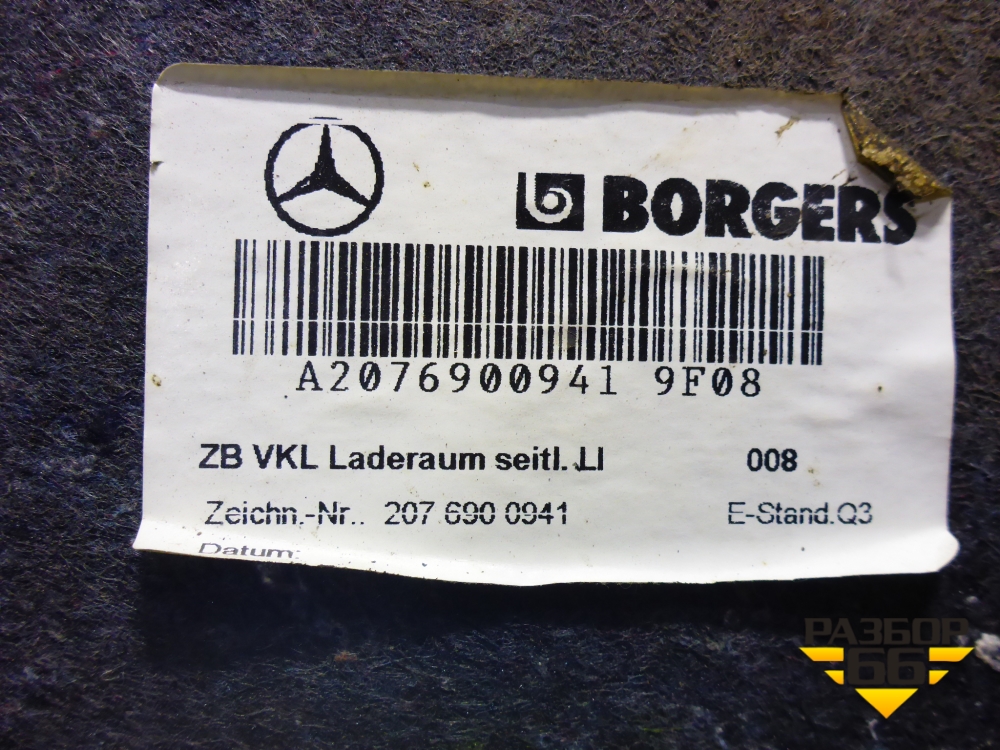 BORGERS
A2076900941 9F08
ZB VKL Laderaum seitl. LI 008
Zeichn.-Nr.. 207 690 0941 E-Stand.Q3
Datum:
РАЗБОР
66